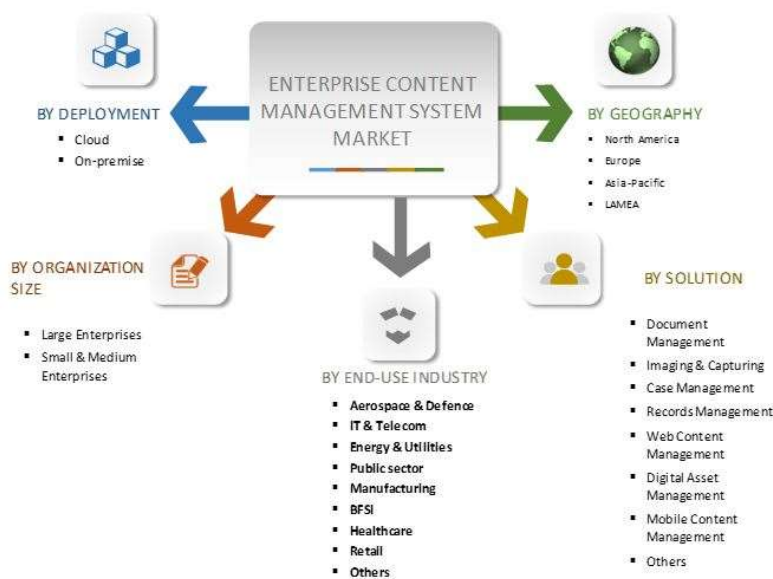 ENTERPRISE CONTENT
MANAGEMENT SYSTEM
MARKET
BY DEPLOYMENT
▪ Cloud
▪ On-premise
BY GEOGRAPHY
▪ North America
▪ Europe
▪ Asia-Pacific
▪ LAMEA
BY ORGANIZATION
SIZE
▪ Large Enterprises
▪ Small & Medium
Enterprises
BY END-USE INDUSTRY
▪ Aerospace & Defence
▪ IT & Telecom
▪ Energy & Utilities
▪ Public sector
▪ Manufacturing
▪ BFSI
▪ Healthcare
▪ Retail
▪ Others
BY SOLUTION
▪ Document
Management
▪ Imaging & Capturing
▪ Case Management
▪ Records Management
▪ Web Content
Management
▪ Digital Asset
Management
▪ Mobile Content
Management
▪ Others